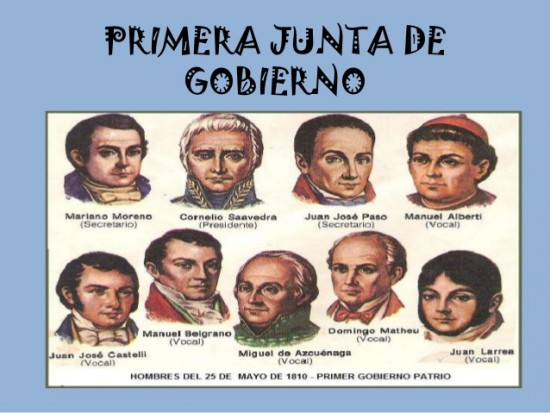 PRIMERA JUNTA DE
GOBIERNO
Mariano Moreno
(Secretario)
Cornelio Saavedra
(Presidente)
Juan José Paso
(Secretario)
Manuel Alberti
(Vocal)
Juan José Castelli
(Vocal)
Manuel Belgrano
(Vocal)
Miguel de Azcuénaga
(Vocal)
Domingo Matheu
(Vocal)
Juan Larrea
(Vocal)
HOMBRES DEL 25 DE MAYO DE 1810 - PRIMER GOBIERNO PATRIO